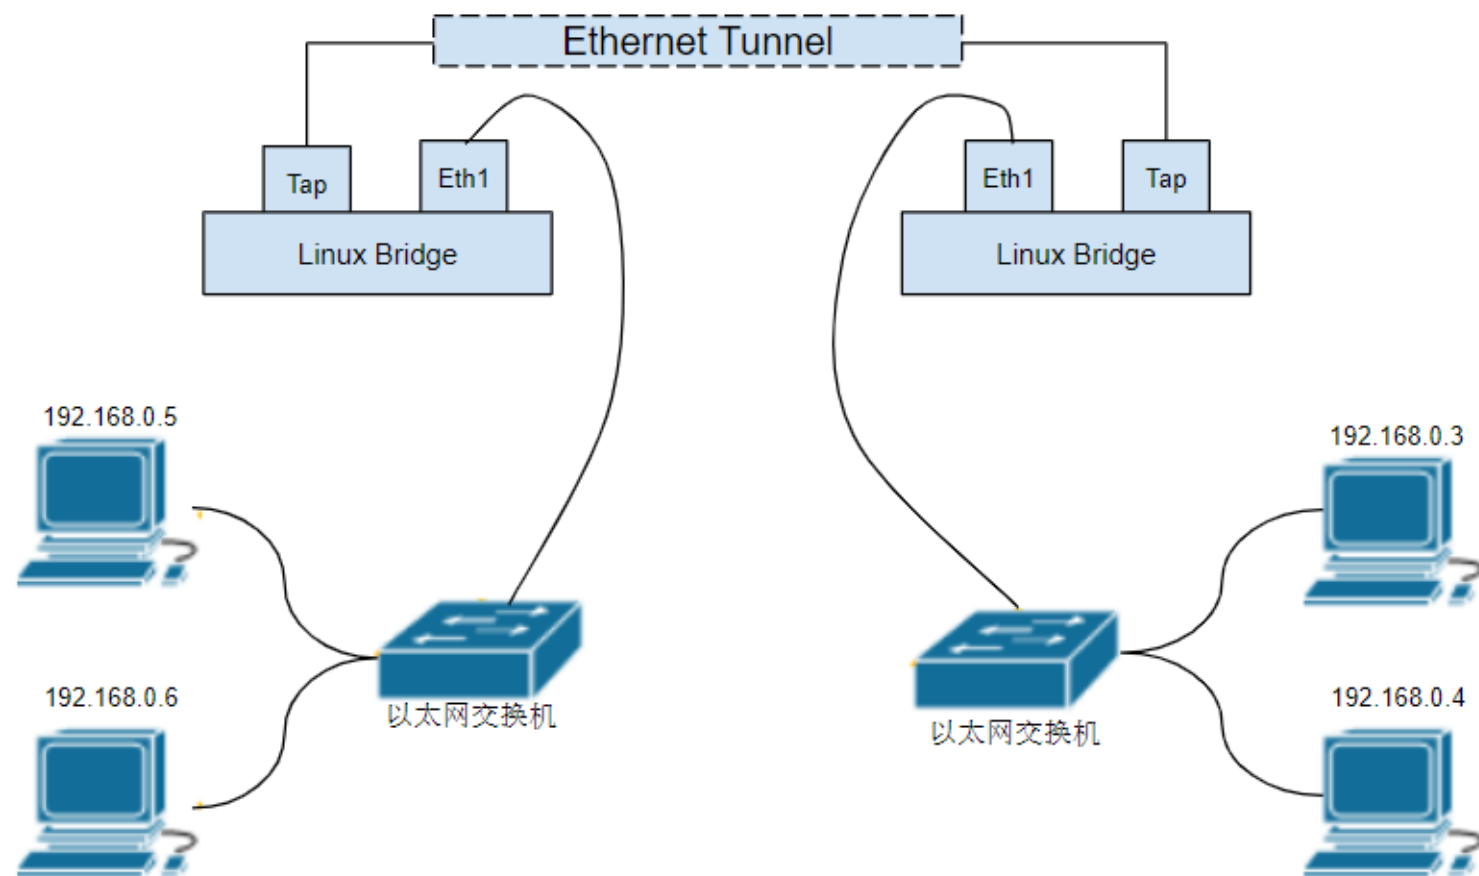 Ethernet Tunnel
Tap
Eth1
Eth1
Tap
Linux Bridge
Linux Bridge
192.168.0.5
192.168.0.3
192.168.0.6
192.168.0.4
以太网交换机
以太网交换机